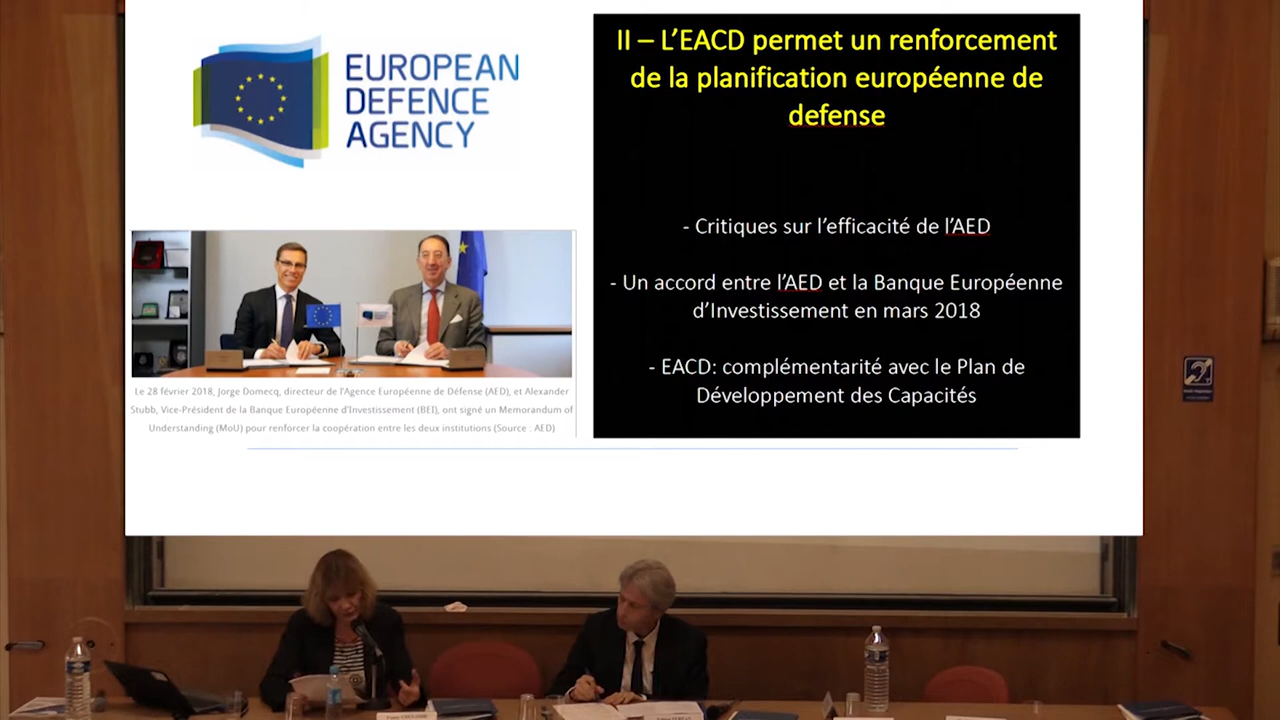 EUROPEAN
DEFENCE
AGENCY
II – L’EACD permet un renforcement
de la planification européenne de
defense
- Critiques sur l’efficacité de l’AED
- Un accord entre l’AED et la Banque Européenne
d’Investissement en mars 2018
- EACD: complémentarité avec le Plan de
Développement des Capacités
Le 28 février 2018, Jorge Domecq, directeur de l'Agence Européenne de Défense (AED), et Alexander
Stubb, Vice-Président de la Banque Européenne d'Investissement (BEI), ont signé un Memorandum of
Understanding (MoU) pour renforcer la coopération entre les deux institutions (Source : AED)